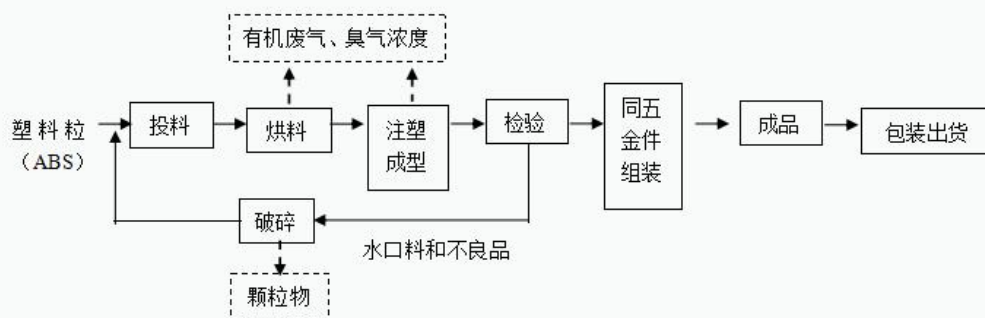 有机废气、臭气浓度
塑料粒
（ABS）
投料
烘料
注塑
成型
检验
同五
金件
组装
成品
包装出货
破碎
水口料和不良品
颗粒物